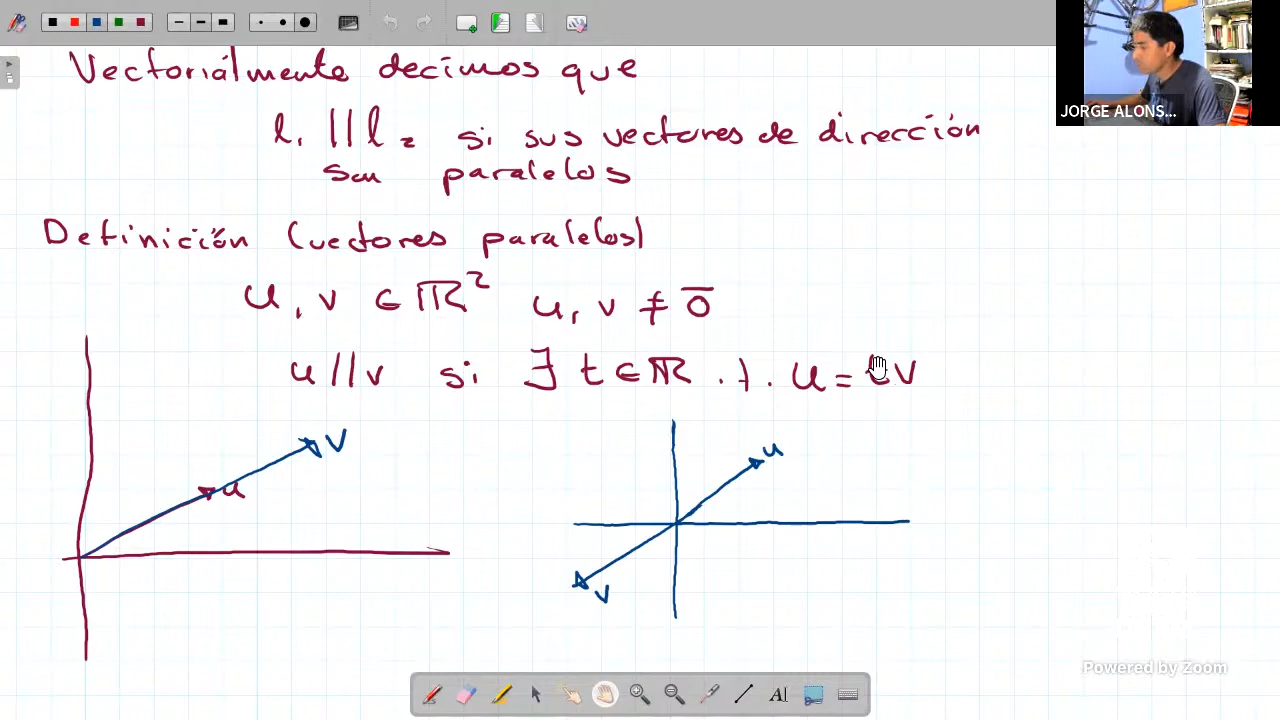 Vectorialmente decimos que
JORGE ALONS...
l₁ || l₂ si sus vectores de dirección
son paralelos
Definición (vectores paralelos)
u, v ∈ ℝ² u, v ≠ 0̅
u // v si ∃ t ∈ ℝ .t. u = tv
v
u
u
v
Powered by Zoom
AI